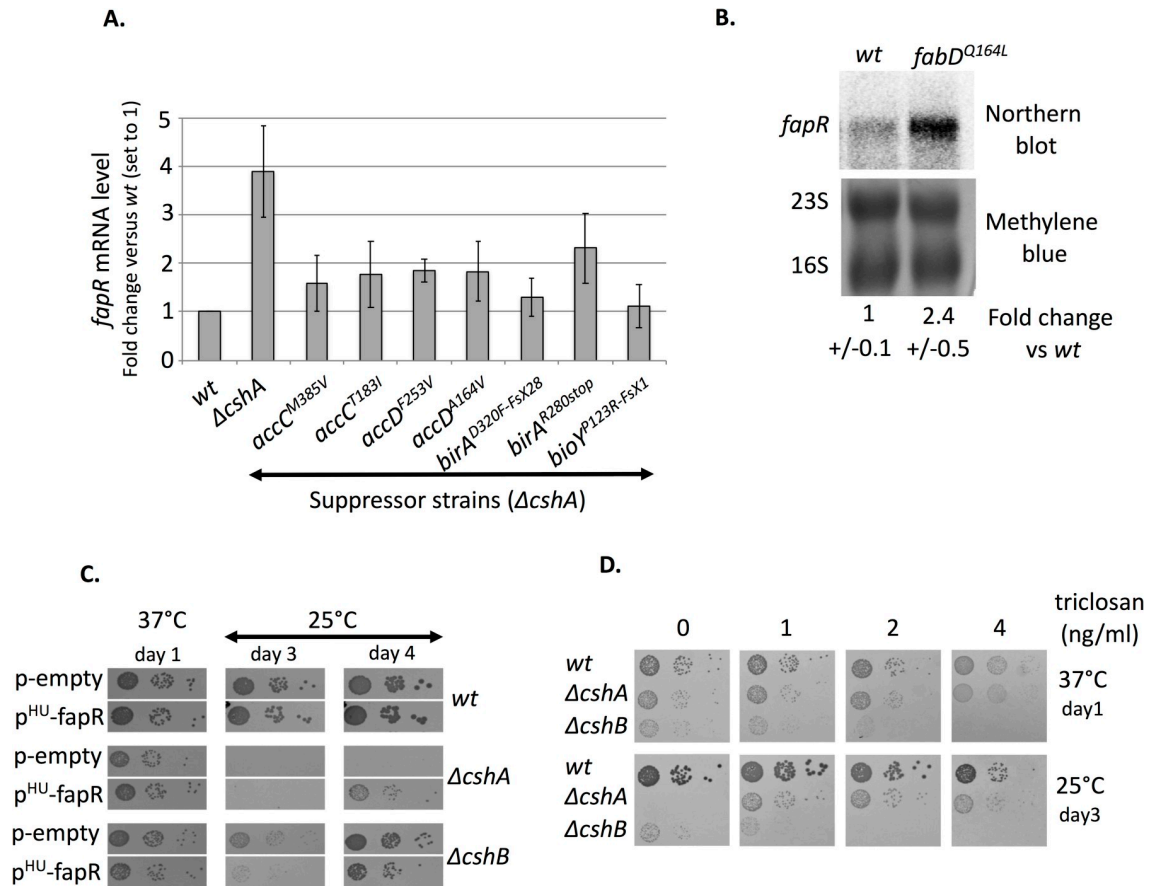 A.
fapR mRNA level
Fold change versus wt (set to 1)
5
4
3
2
1
0
wt
ΔcshA
accC^M385V
accC^T183I
accD^F253V
accD^A164V
birA^D320F-FsX28
birA^R280stop
bioY^P123R-FsX1
Suppressor strains (ΔcshA)
B.
wt fabD^Q164L
fapR
Northern
blot
23S
16S
Methylene
blue
1 2.4
+/-0.1 +/-0.5
Fold change
vs wt
C.
37°C 25°C
day 1 day 3 day 4
p-empty
p^HU-fapR
wt
p-empty
p^HU-fapR
ΔcshA
p-empty
p^HU-fapR
ΔcshB
D.
triclosan
(ng/ml)
0 1 2 4
wt
ΔcshA
ΔcshB
37°C
day1
wt
ΔcshA
ΔcshB
25°C
day3